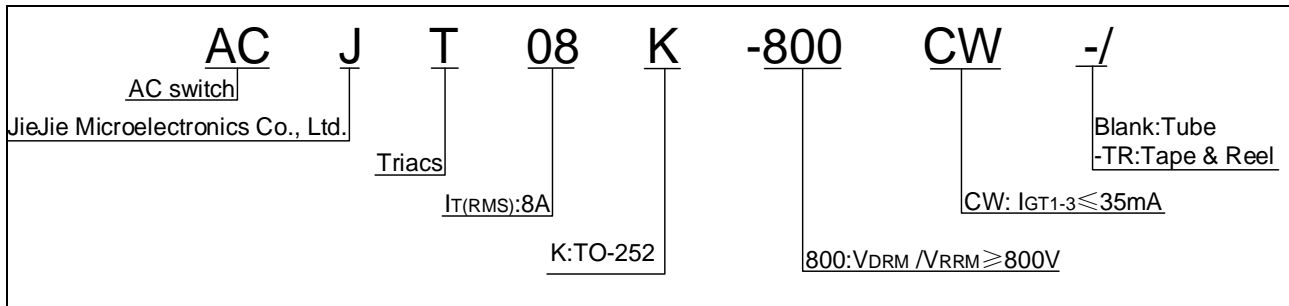 AC J T 08 K -800 CW -/
AC switch
JieJie Microelectronics Co., Ltd.
Blank:Tube
-TR:Tape & Reel
Triacs
IT(RMS):8A
CW: IGT1-3≦35mA
K:TO-252
800:VDRM /VRRM≧800V